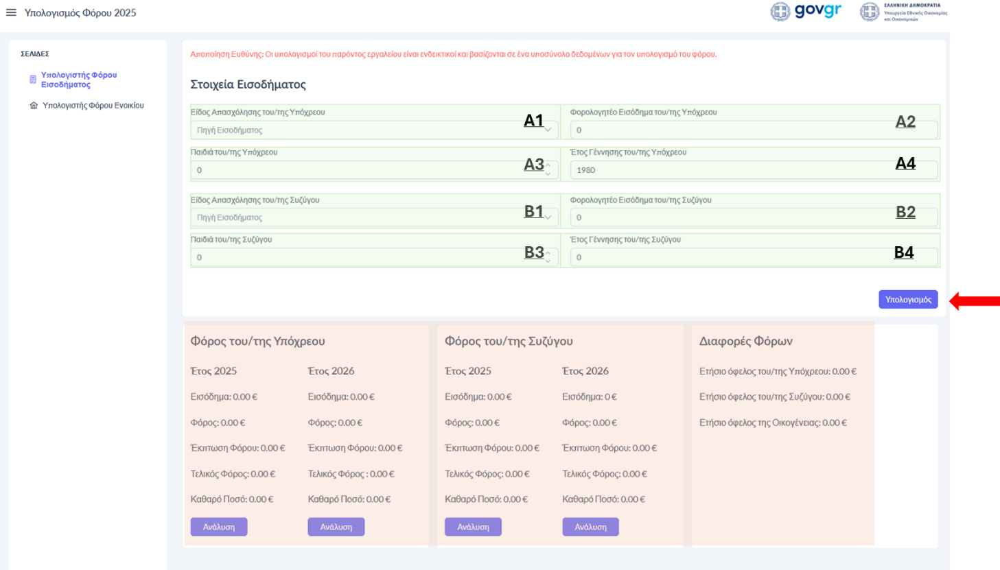 Υπολογισμός Φόρου 2025
govgr
ΕΛΛΗΝΙΚΗ ΔΗΜΟΚΡΑΤΙΑ
Υπουργείο Εθνικής Οικονομίας
και Οικονομικών
ΣΕΛΙΔΕΣ
Υπολογιστής Φόρου
Εισοδήματος
Υπολογιστής Φόρου Ενοικίου
Αποποίηση Ευθύνης: Οι υπολογισμοί του παρόντος εργαλείου είναι ενδεικτικοί και βασίζονται σε ένα υποσύνολο δεδομένων για τον υπολογισμό του φόρου.
Στοιχεία Εισοδήματος
Είδος Απασχόλησης του/της Υπόχρεου
Πηγή Εισοδήματος
A1
Φορολογητέο Εισόδημα του/της Υπόχρεου
0
A2
Παιδιά του/της Υπόχρεου
0
A3
Έτος Γέννησης του/της Υπόχρεου
1980
A4
Είδος Απασχόλησης του/της Συζύγου
Πηγή Εισοδήματος
B1
Φορολογητέο Εισόδημα του/της Συζύγου
0
B2
Παιδιά του/της Συζύγου
0
B3
Έτος Γέννησης του/της Συζύγου
0
B4
Υπολογισμός
Φόρος του/της Υπόχρεου
Έτος 2025
Εισόδημα: 0.00 €
Φόρος: 0.00 €
Έκπτωση Φόρου: 0.00 €
Τελικός Φόρος: 0.00 €
Καθαρό Ποσό: 0.00 €
Ανάλυση
Έτος 2026
Εισόδημα: 0.00 €
Φόρος: 0.00 €
Έκπτωση Φόρου: 0.00 €
Τελικός Φόρος : 0.00 €
Καθαρό Ποσό: 0.00 €
Ανάλυση
Φόρος του/της Συζύγου
Έτος 2025
Εισόδημα: 0.00 €
Φόρος: 0.00 €
Έκπτωση Φόρου: 0.00 €
Τελικός Φόρος: 0.00 €
Καθαρό Ποσό: 0.00 €
Ανάλυση
Έτος 2026
Εισόδημα: 0 €
Φόρος: 0.00 €
Έκπτωση Φόρου: 0.00 €
Τελικός Φόρος: 0.00 €
Καθαρό Ποσό: 0.00 €
Ανάλυση
Διαφορές Φόρων
Ετήσιο όφελος του/της Υπόχρεου: 0.00 €
Ετήσιο όφελος του/της Συζύγου: 0.00 €
Ετήσιο όφελος της Οικογένειας: 0.00 €